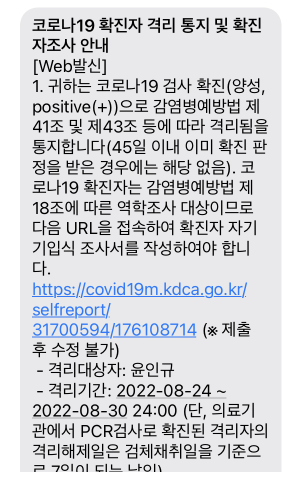 코로나19 확진자 격리 통지 및 확진
자조사 안내
[Web발신]
1. 귀하는 코로나19 검사 확진(양성,
positive(+))으로 감염병예방법 제
41조 및 제43조 등에 따라 격리됨을
통지합니다(45일 이내 이미 확진 판
정을 받은 경우에는 해당 없음). 코
로나19 확진자는 감염병예방법 제
18조에 따른 역학조사 대상이므로
다음 URL을 접속하여 확진자 자기
기입식 조사서를 작성하여야 합니
다.
https://covid19m.kdca.go.kr/
selfreport/
31700594/176108714 (※ 제출
후 수정 불가)
- 격리대상자: 윤인규
- 격리기간: 2022-08-24 ~
2022-08-30 24:00 (단, 의료기
관에서 PCR검사로 확진된 격리자의
격리해제일은 검체채취일을 기준으
로 7일이 되는 날임)